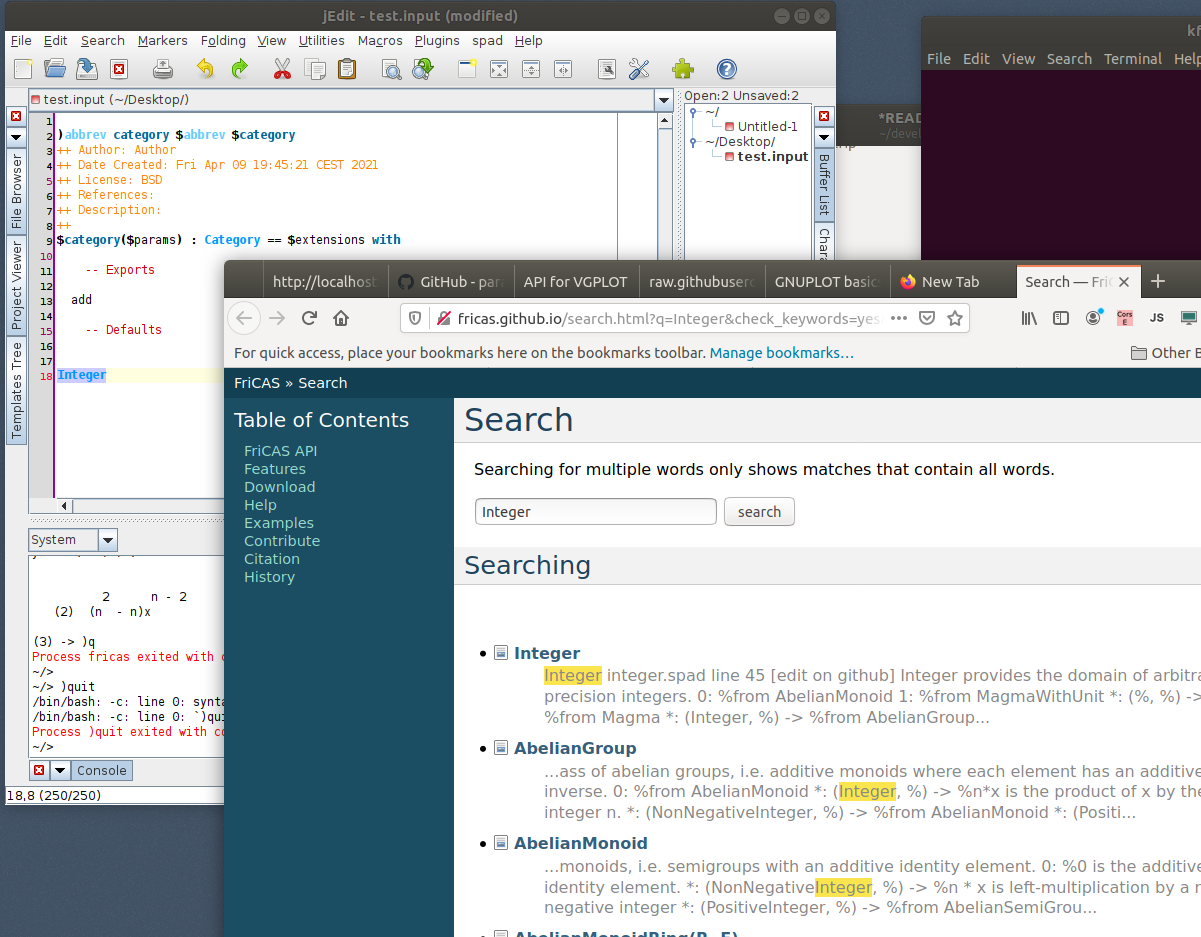 jEdit - test.input (modified)
File Edit Search Markers Folding View Utilities Macros Plugins spad Help
test.input (~/Desktop/)
1
2 )abbrev category $abbrev $category
3 ++ Author: Author
4 ++ Date Created: Fri Apr 09 19:45:21 CEST 2021
5 ++ License: BSD
6 ++ References:
7 ++ Description:
8 ++
9 $category($params) : Category == $extensions with
10
11 -- Exports
12
13 add
14
15 -- Defaults
16
17
18 Integer
File Browser
Project Viewer
Templates Tree
Open:2 Unsaved:2
~/
Untitled-1
~/Desktop/
test.input
Buffer List
System
2 n - 2
(2) (n - n)x
(3) -> )q
Process fricas exited with
~/>
~/> )quit
/bin/bash: -c: line 0:
/bin/bash: -c: line 0:
Process )quit exited with
~/>
Console
18,8 (250/250)
File Edit View Search Terminal
*READ
http://localhost
GitHub -
API for VGPLOT
raw.githubuserc
GNUPLOT basic
New Tab
Search — FriC
fricas.github.io/search.html?q=Integer&check_keywords=yes
Cors E
JS
For quick access, place your bookmarks here on the bookmarks toolbar. Manage bookmarks…
Other
FriCAS » Search
Table of Contents
FriCAS API
Features
Download
Help
Examples
Contribute
Citation
History
Search
Searching for multiple words only shows matches that contain all words.
Integer
search
Searching
Integer
Integer integer.spad line 45 [edit on github] Integer provides the domain of
precision integers. 0: %from AbelianMonoid 1: %from MagmaWithUnit *: (%, %) ->
%from Magma *: (Integer, %) -> %from AbelianGroup...
AbelianGroup
...ass of abelian groups, i.e. additive monoids where each element has an additive
inverse. 0: %from AbelianMonoid *: (Integer, %) -> %n*x is the product of x by the
integer n. *: (NonNegativeInteger, %) -> %from AbelianMonoid *: (Positi...
AbelianMonoid
...monoids, i.e. semigroups with an additive identity element. 0: %0 is the additive
identity element. *: (NonNegativeInteger, %) -> %n * x is left-multiplication by a
negative integer *: (PositiveInteger, %) -> %from AbelianSemiGrou...
AbelianMonoidRing(R, E)